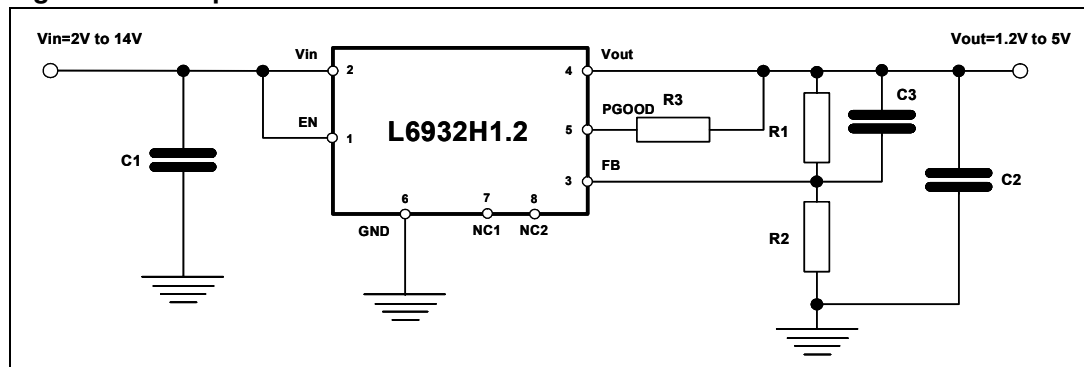 Vin=2V to 14V
Vout=1.2V to 5V
Vin
2
EN
1
C1
L6932H1.2
4
Vout
PGOOD
5
R3
3
FB
R1
C3
C2
R2
6
GND
7
NC1
8
NC2